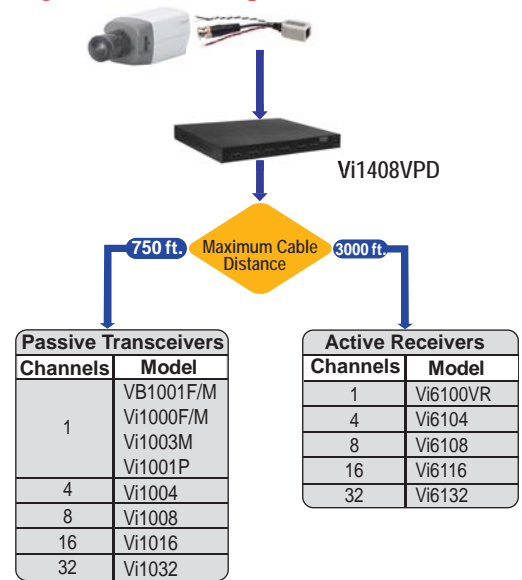 Vi1408VPD
750 ft.
Maximum Cable
Distance
3000 ft.
Passive Transceivers
Channels Model
1
VB1001F/M
Vi1000F/M
Vi1003M
Vi1001P
4 Vi1004
8 Vi1008
16 Vi1016
32 Vi1032
Active Receivers
Channels Model
1 Vi6100VR
4 Vi6104
8 Vi6108
16 Vi6116
32 Vi6132